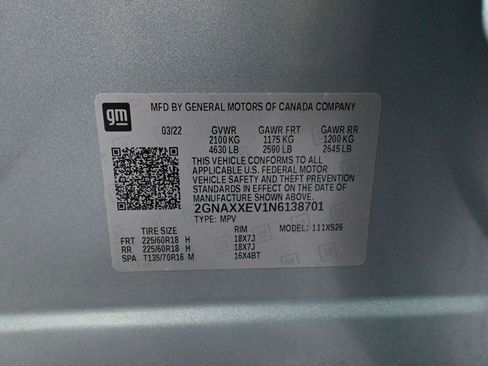 gm
MFD BY GENERAL MOTORS OF CANADA COMPANY
03/22 GVWR GAWR FRT GAWR RR
2100 KG 1175 KG 1200 KG
4630 LB 2590 LB 2645 LB
THIS VEHICLE CONFORMS TO ALL
APPLICABLE U.S. FEDERAL MOTOR
VEHICLE SAFETY AND THEFT PREVENTION
STANDARDS IN EFFECT ON THE DATE OF
MANUFACTURE SHOWN ABOVE.
2GNAXXEV1N6138701
TYPE: MPV
TIRE SIZE RIM MODEL: 111XS26
FRT 225/60R18 H 18X7J
RR 225/60R18 H 18X7J
SPA T135/70R16 M 16X4BT